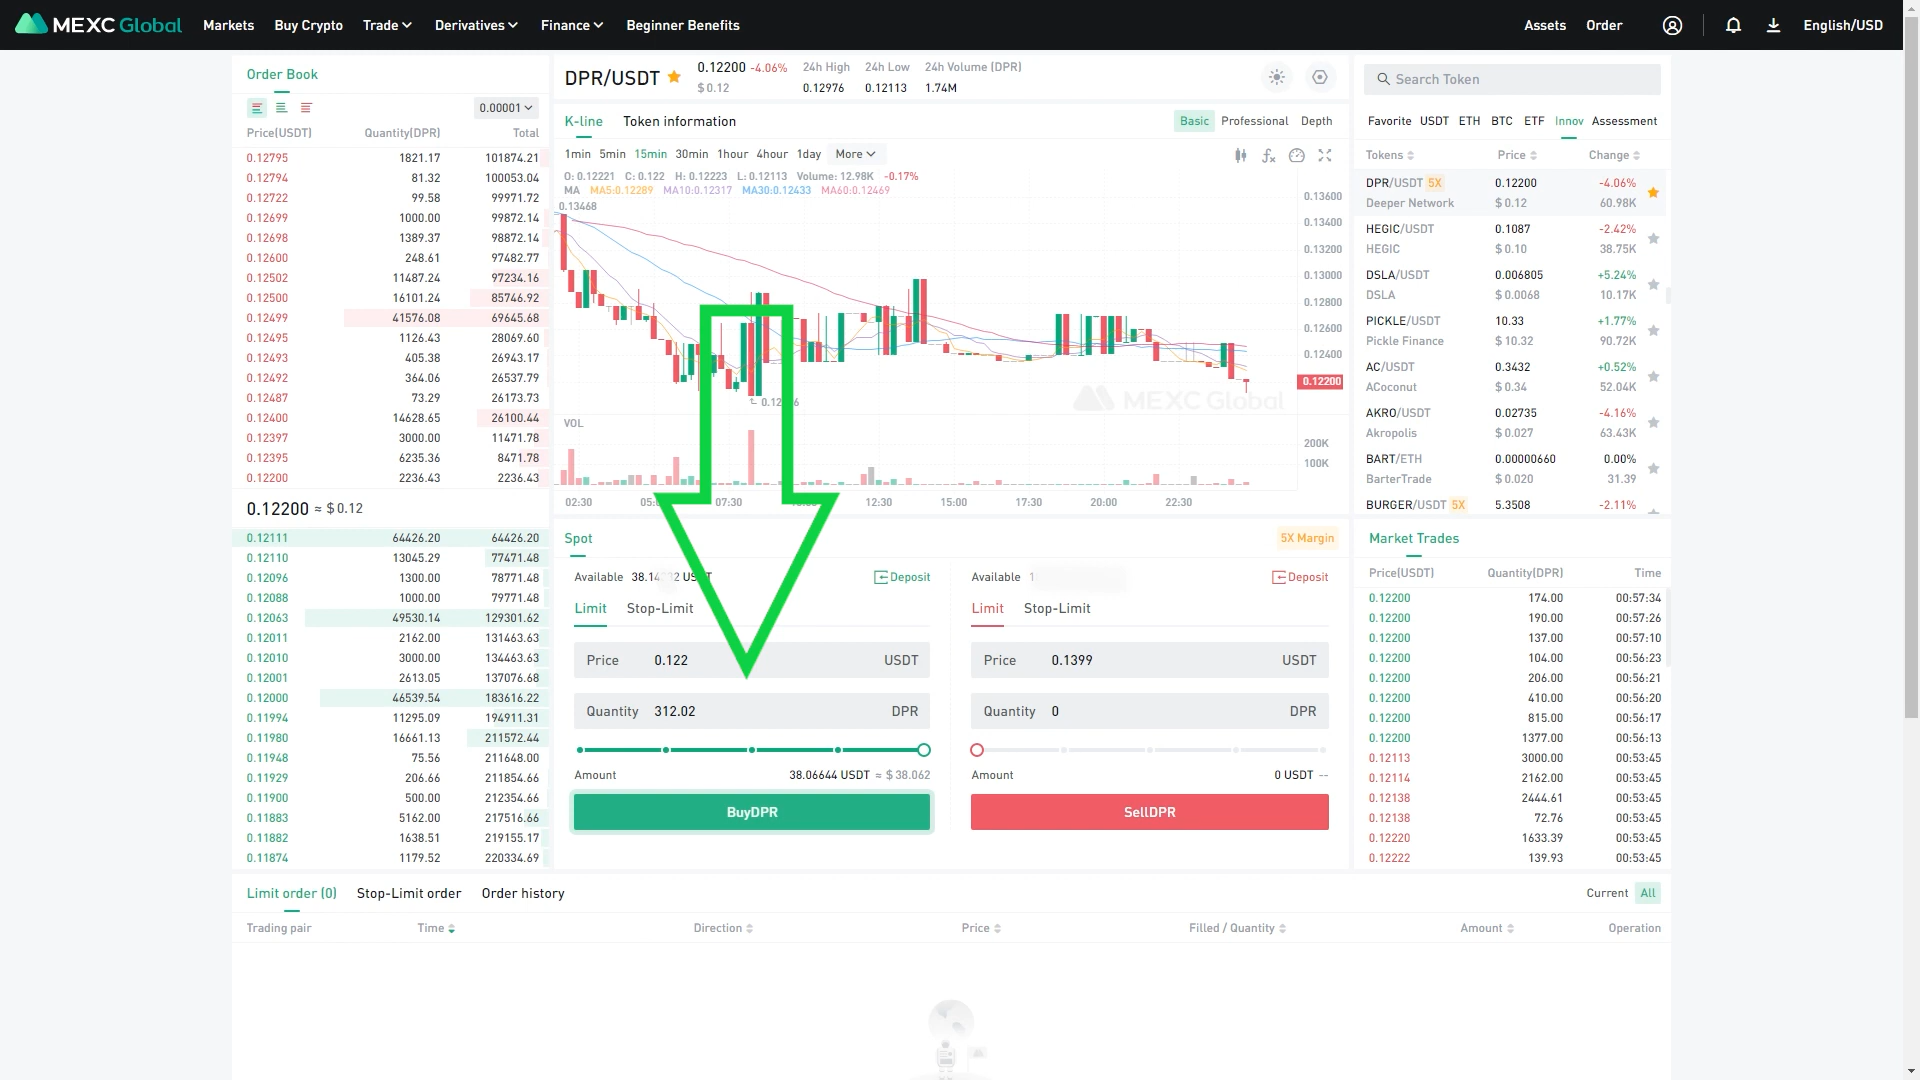 MEXC Global Markets Buy Crypto Trade Derivatives Finance Beginner Benefits Assets Order English/USD
Order Book
0.00001
Price(USDT) Quantity(DPR) Total
0.12795 1821.17 101874.21
0.12794 81.32 100053.04
0.12722 99.58 99971.72
0.12699 1000.00 99872.14
0.12698 1389.37 98872.14
0.12600 248.61 97482.77
0.12502 11487.24 97234.16
0.12500 16101.24 85746.92
0.12499 41576.08 69645.68
0.12495 1126.43 28069.60
0.12493 405.38 26943.17
0.12492 364.06 26537.79
0.12487 73.29 26173.73
0.12400 14628.65 26100.44
0.12397 3000.00 11471.78
0.12395 6235.36 8471.78
0.12200 2236.43 2236.43
0.12200 ≈ $ 0.12
0.12111 64426.20 64426.20
0.12110 13045.29 77471.48
0.12096 1300.00 78771.48
0.12088 1000.00 79771.48
0.12063 49530.14 129301.62
0.12011 2162.00 131463.63
0.12010 3000.00 134463.63
0.12001 2613.05 137076.68
0.12000 46539.54 183616.22
0.11994 11295.09 194911.31
0.11980 16661.13 211572.44
0.11948 75.56 211648.00
0.11929 206.66 211854.66
0.11900 500.00 212354.66
0.11883 5162.00 217516.66
0.11882 1638.51 219155.17
0.11874 1179.52 220334.69
DPR/USDT 0.12200 -4.06% 24h High 24h Low 24h Volume (DPR)
$ 0.12 0.12976 0.12113 1.74M
K-line Token information Basic Professional Depth
1min 5min 15min 30min 1hour 4hour 1day More
O: 0.12221 C: 0.122 H: 0.12223 L: 0.12113 Volume: 12.98K -0.17%
MA MA5:0.12289 MA10:0.12317 MA30:0.12433 MA60:0.12469
0.13468
0.13600
0.13400
0.13200
0.13000
0.12800
0.12600
0.12400
0.12200
MEXC Global
VOL
200K
100K
02:30 07:30 12:30 15:00 17:30 20:00 22:30
Spot 5X Margin
Available Deposit
Limit Stop-Limit
Price 0.122 USDT
Quantity 312.02 DPR
Amount 38.06644 USDT ≈ $ 38.062
BuyDPR
Available Deposit
Limit Stop-Limit
Price 0.1399 USDT
Quantity 0 DPR
Amount 0 USDT --
SellDPR
Search Token
Favorite USDT ETH BTC ETF Innov Assessment
Tokens Price Change
DPR/USDT 5X 0.12200 -4.06%
Deeper Network $ 0.12 60.98K
HEGIC/USDT 0.1087 -2.42%
HEGIC $ 0.10 38.75K
DSLA/USDT 0.006805 +5.24%
DSLA $ 0.0068 10.17K
PICKLE/USDT 10.33 +1.77%
Pickle Finance $ 10.32 90.72K
AC/USDT 0.3432 +0.52%
ACoconut $ 0.34 52.04K
AKRO/USDT 0.02735 -4.16%
Akropolis $ 0.027 63.43K
BART/ETH 0.00000660 0.00%
BarterTrade $ 0.020 31.39
BURGER/USDT 5X 5.3508 -2.11%
Market Trades
Price(USDT) Quantity(DPR) Time
0.12200 174.00 00:57:34
0.12200 190.00 00:57:26
0.12200 137.00 00:57:10
0.12200 104.00 00:56:23
0.12200 206.00 00:56:21
0.12200 410.00 00:56:20
0.12200 815.00 00:56:17
0.12200 1377.00 00:56:13
0.12113 3000.00 00:53:45
0.12114 2162.00 00:53:45
0.12138 2444.61 00:53:45
0.12138 72.76 00:53:45
0.12220 1633.39 00:53:45
0.12222 139.93 00:53:45
Limit order (0) Stop-Limit order Order history Current All
Trading pair Time Direction Price Filled / Quantity Amount Operation